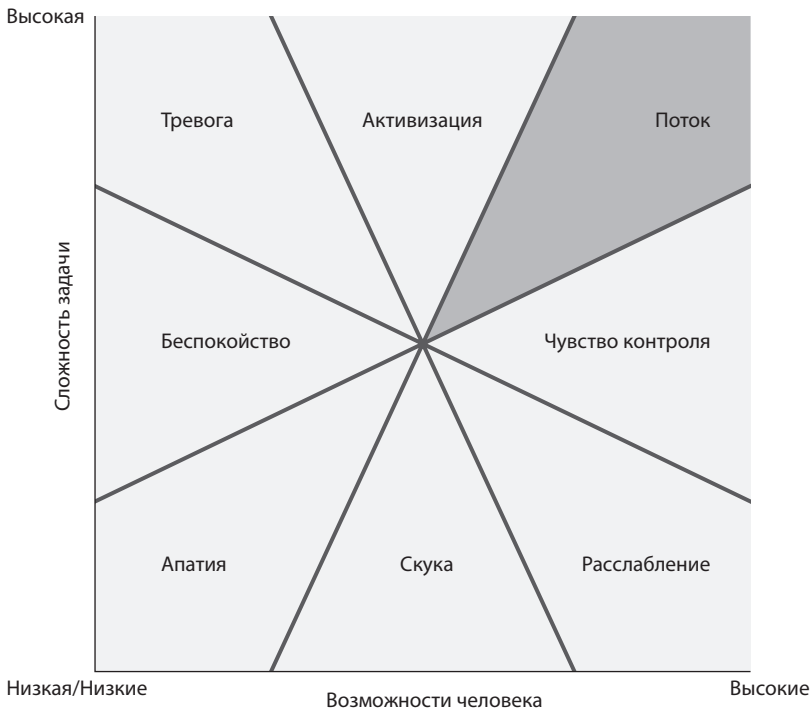 Высокая
Тревога
Активизация
Поток
Сложность задачи
Беспокойство
Чувство контроля
Апатия
Скука
Расслабление
Низкая/Низкие
Возможности человека
Высокие